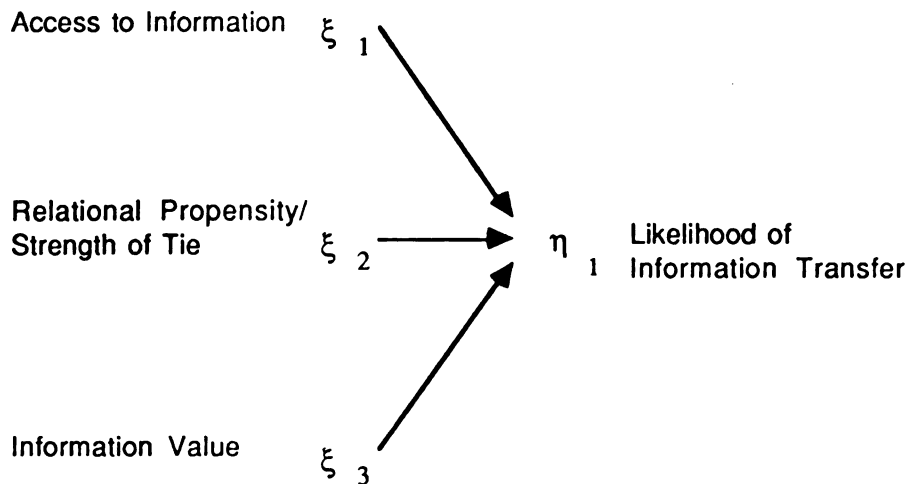 Access to Information ξ 1
Relational Propensity/
Strength of Tie ξ 2
η 1 Likelihood of
Information Transfer
Information Value ξ 3